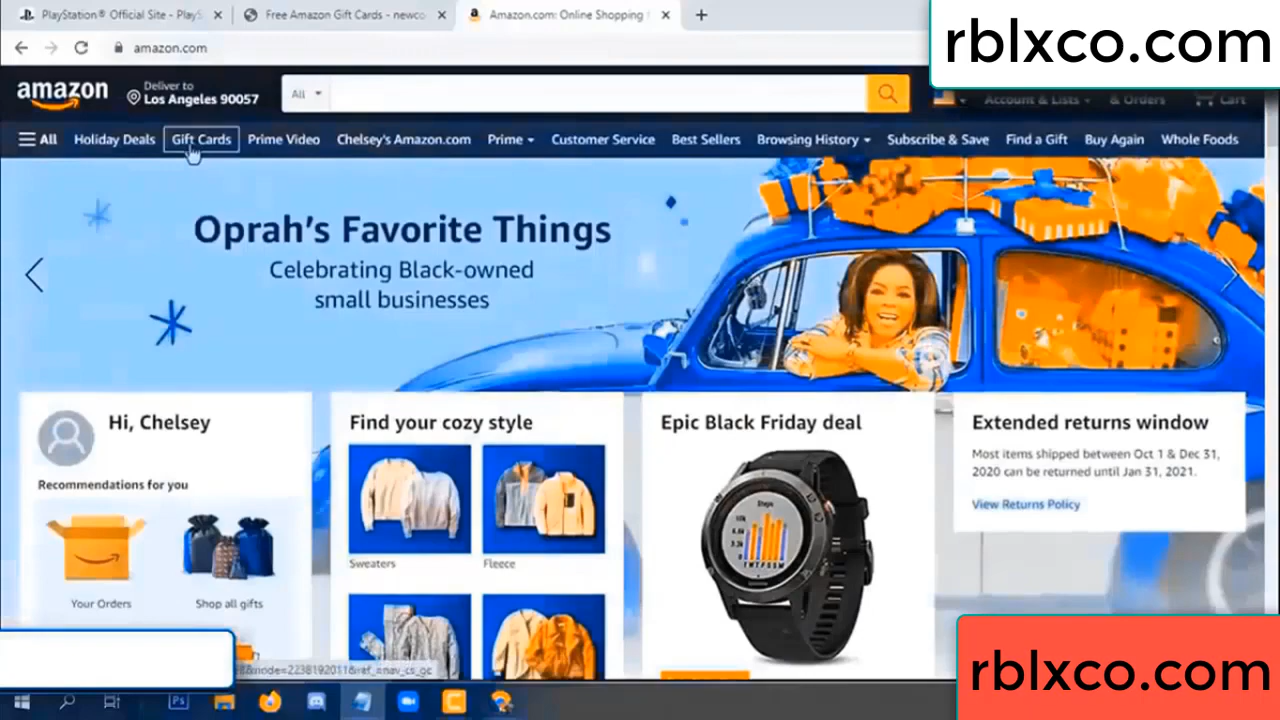 PlayStation® Official Site - PlayS
Free Amazon Gift Cards - newco
Amazon.com: Online Shopping f
amazon.com
rblxco.com
amazon
Deliver to
Los Angeles 90057
All
Account & Lists
& Orders
Cart
All
Holiday Deals
Gift Cards
Prime Video
Chelsey's Amazon.com
Prime
Customer Service
Best Sellers
Browsing History
Subscribe & Save
Find a Gift
Buy Again
Whole Foods
Oprah's Favorite Things
Celebrating Black-owned
small businesses
Hi, Chelsey
Recommendations for you
Your Orders
Shop all gifts
Find your cozy style
Sweaters
Fleece
Epic Black Friday deal
Steps
Extended returns window
Most items shipped between Oct 1 & Dec 31,
2020 can be returned until Jan 31, 2021.
View Returns Policy
Ps
rblxco.com